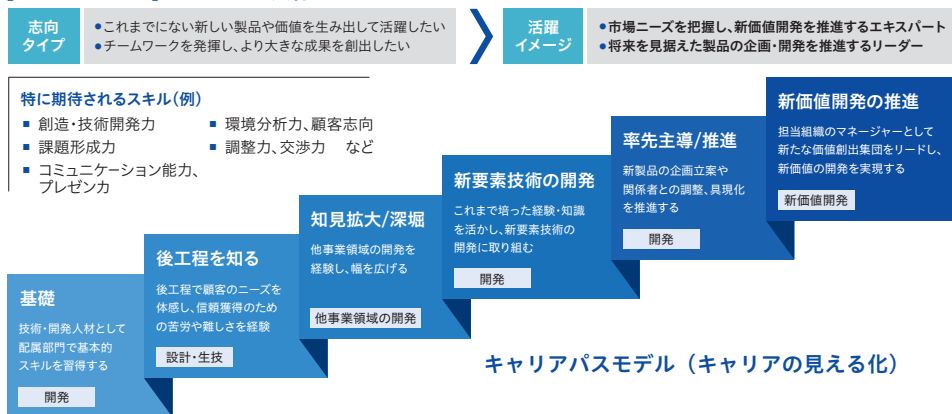 志向
タイプ
●これまでにない新しい製品や価値を生み出して活躍したい
●チームワークを発揮し、より大きな成果を創出したい
活躍
イメージ
●市場ニーズを把握し、新価値開発を推進するエキスパート
●将来を見据えた製品の企画・開発を推進するリーダー
特に期待されるスキル(例)
■ 創造・技術開発力
■ 課題形成力
■ コミュニケーション能力、
プレゼン力
■ 環境分析力、顧客志向
■ 調整力、交渉力 など
基礎
技術・開発人材として
配属部門で基本的
スキルを習得する
開発
後工程を知る
後工程で顧客のニーズを
体感し、信頼獲得のため
の苦労や難しさを経験
設計・生技
知見拡大/深堀
他事業領域の開発を
経験し、幅を広げる
他事業領域の開発
新要素技術の開発
これまで培った経験・知識
を活かし、新要素技術の
開発に取り組む
開発
率先主導/推進
新製品の企画立案や
関係者との調整、具現化
を推進する
開発
新価値開発の推進
担当組織のマネージャーとして
新たな価値創出集団をリードし、
新価値の開発を実現する
新価値開発
キャリアパスモデル（キャリアの見える化）